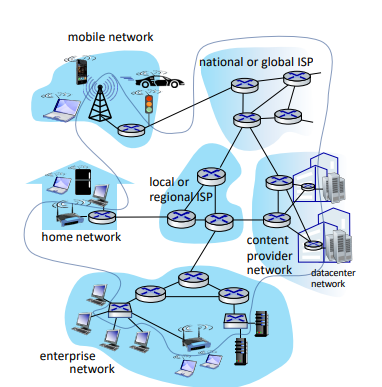 mobile network
national or global ISP
local or
regional ISP
home network
content
provider
network
datacenter
network
enterprise
network